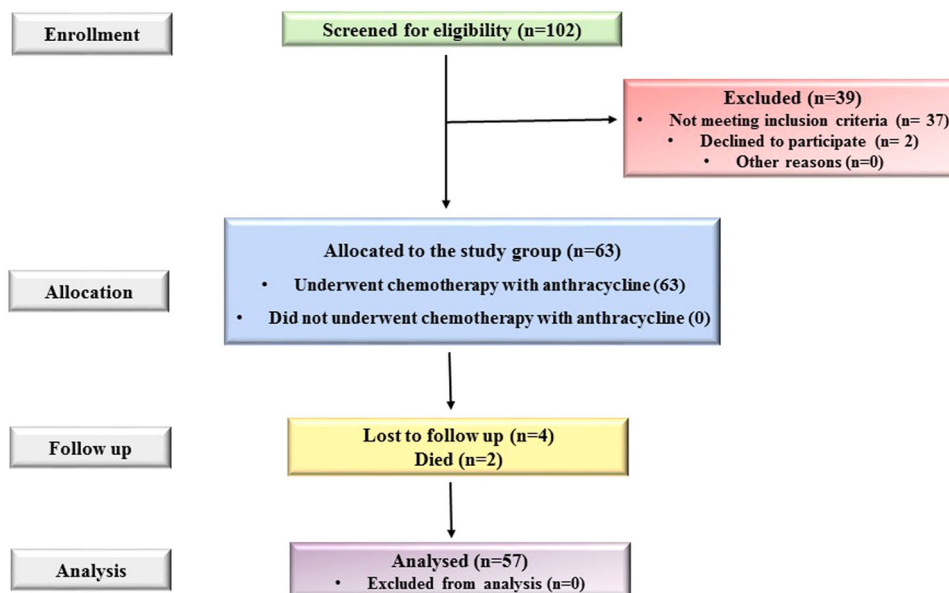 Enrollment
Screened for eligibility (n=102)
Excluded (n=39)
• Not meeting inclusion criteria (n= 37)
• Declined to participate (n= 2)
• Other reasons (n=0)
Allocation
Allocated to the study group (n=63)
• Underwent chemotherapy with anthracycline (63)
• Did not underwent chemotherapy with anthracycline (0)
Follow up
Lost to follow up (n=4)
Died (n=2)
Analysis
Analysed (n=57)
• Excluded from analysis (n=0)